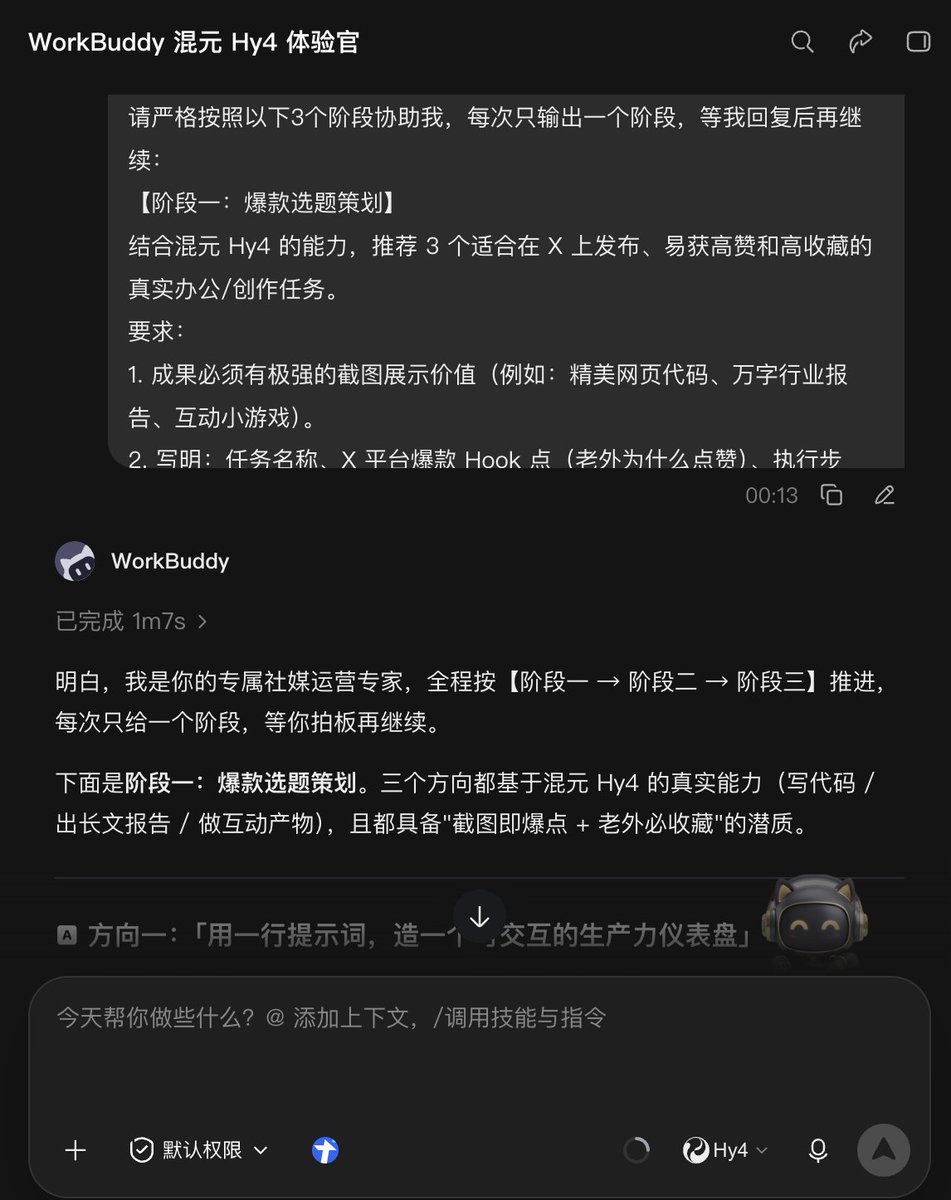 WorkBuddy 混元 Hy4 体验官
请严格按照以下3个阶段协助我，每次只输出一个阶段，等我回复后再继
续：
【阶段一：爆款选题策划】
结合混元 Hy4 的能力，推荐 3 个适合在 X 上发布、易获高赞和高收藏的
真实办公/创作任务。
要求：
1. 成果必须有极强的截图展示价值（例如：精美网页代码、万字行业报
告、互动小游戏）。
2. 写明：任务名称、X 平台爆款 Hook 点（老外为什么点赞）、执行步
00:13
WorkBuddy
已完成 1m7s >
明白，我是你的专属社媒运营专家，全程按【阶段一 → 阶段二 → 阶段三】推进，
每次只给一个阶段，等你拍板再继续。
下面是阶段一：爆款选题策划。三个方向都基于混元 Hy4 的真实能力（写代码 /
出长文报告 / 做互动产物），且都具备"截图即爆点 + 老外必收藏"的潜质。
A 方向一：「用一行提示词，造一个 交互的生产力仪表盘」
今天帮你做些什么？@ 添加上下文，/调用技能与指令
默认权限
Hy4